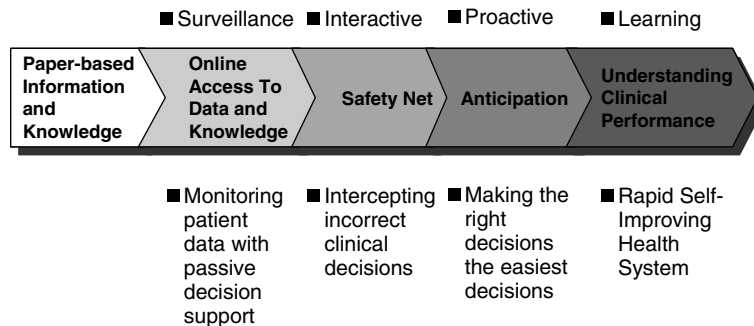 ■ Surveillance
■ Interactive
■ Proactive
■ Learning
Paper-based
Information
and
Knowledge
Online
Access To
Data and
Knowledge
Safety Net
Anticipation
Understanding
Clinical
Performance
■ Monitoring
patient
data with
passive
decision
support
■ Intercepting
incorrect
clinical
decisions
■ Making the
right
decisions
the easiest
decisions
■ Rapid Self-
Improving
Health
System